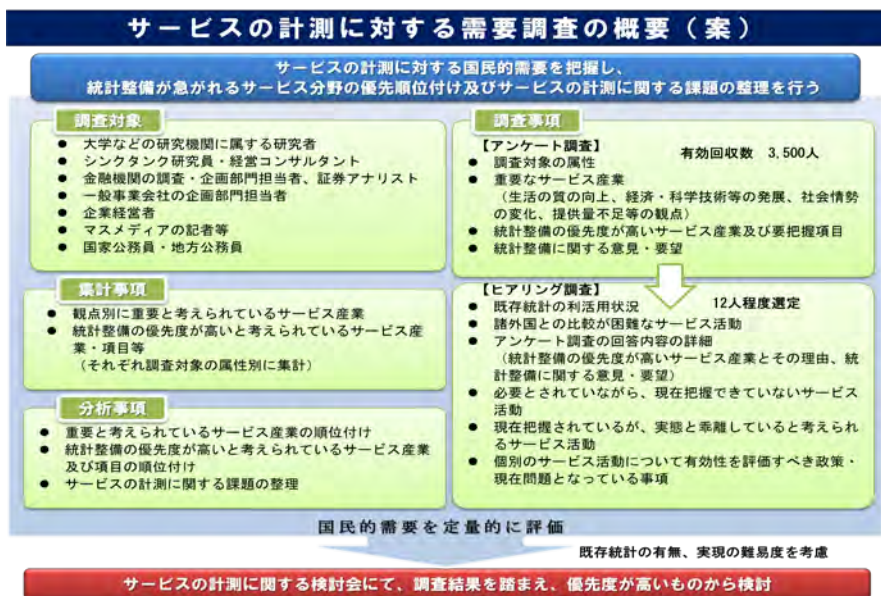 サービスの計測に対する需要調査の概要（案）
サービスの計測に対する国民的需要を把握し、
統計整備が急がれるサービス分野の優先順位付け及びサービスの計測に関する課題の整理を行う
調査対象
● 大学などの研究機関に属する研究者
● シンクタンク研究員・経営コンサルタント
● 金融機関の調査・企画部門担当者、証券アナリスト
● 一般事業会社の企画部門担当者
● 企業経営者
● マスメディアの記者等
● 国家公務員・地方公務員
集計事項
● 観点別に重要と考えられているサービス産業
● 統計整備の優先度が高いと考えられているサービス産
業・項目等
（それぞれ調査対象の属性別に集計）
分析事項
● 重要と考えられているサービス産業の順位付け
● 統計整備の優先度が高いと考えられているサービス産業
及び項目の順位付け
● サービスの計測に関する課題の整理
調査事項
【アンケート調査】
有効回収数 3,500人
● 調査対象の属性
● 重要なサービス産業
（生活の質の向上、経済・科学技術等の発展、社会情勢
の変化、提供量不足等の観点）
● 統計整備の優先度が高いサービス産業及び要把握項目
● 統計整備に関する意見・要望
【ヒアリング調査】
12人程度選定
● 既存統計の利活用状況
● 諸外国との比較が困難なサービス活動
● アンケート調査の回答内容の詳細
（統計整備の優先度が高いサービス産業とその理由、統
計整備に関する意見・要望）
● 必要とされていながら、現在把握できていないサービス
活動
● 現在把握されているが、実態と乖離していると考えられ
るサービス活動
● 個別のサービス活動について有効性を評価すべき政策・
現在問題となっている事項
国民的需要を定量的に評価
既存統計の有無、実現の難易度を考慮
サービスの計測に関する検討会にて、調査結果を踏まえ、優先度が高いものから検討